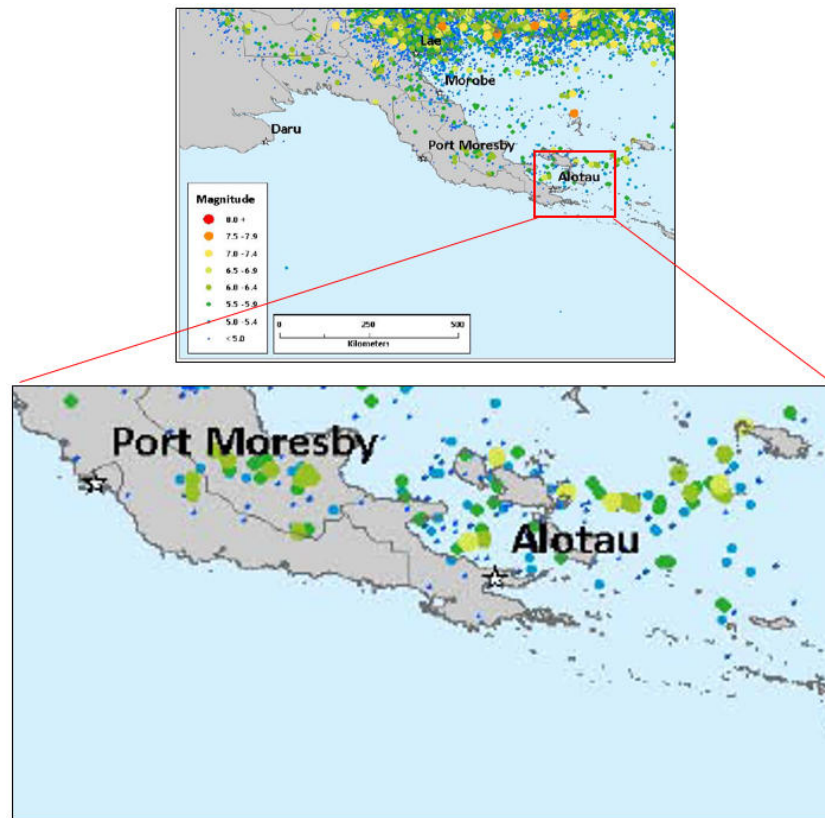 Lae
Morobe
Daru
Port Moresby
Alotau
Magnitude
8.0 +
7.5 -7.9
7.0 -7.4
6.5 -6.9
6.0 -6.4
5.5 -5.9
5.0 -5.4
<5.0
0 250 500
Kilometers
Port Moresby
Alotau